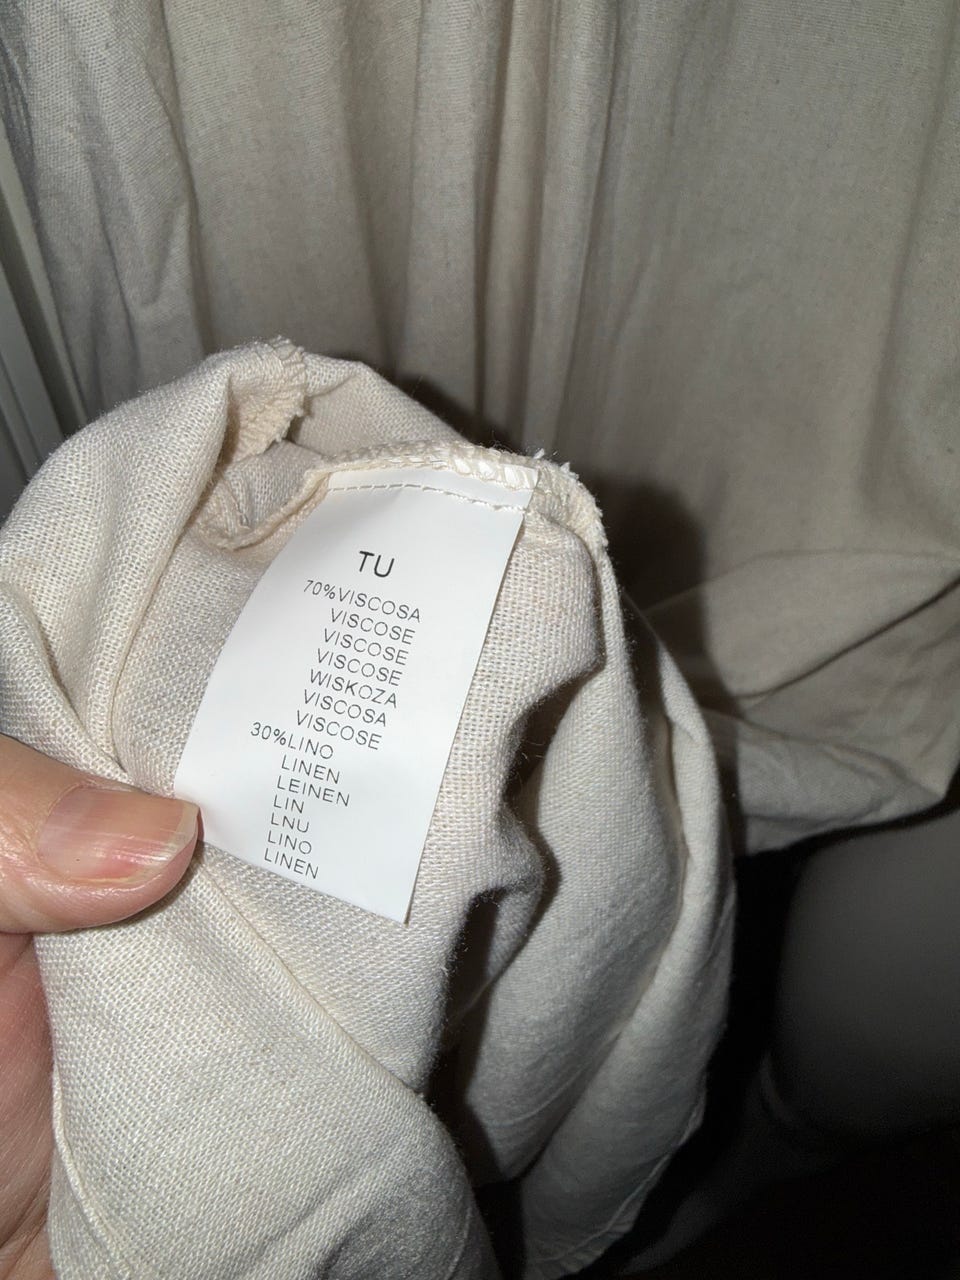 TU
70%VISCOSA
VISCOSE
VISCOSE
VISCOSE
WISKOZA
VISCOSA
VISCOSE
30%LINO
LINEN
LEINEN
LIN
LNU
LINO
LINEN